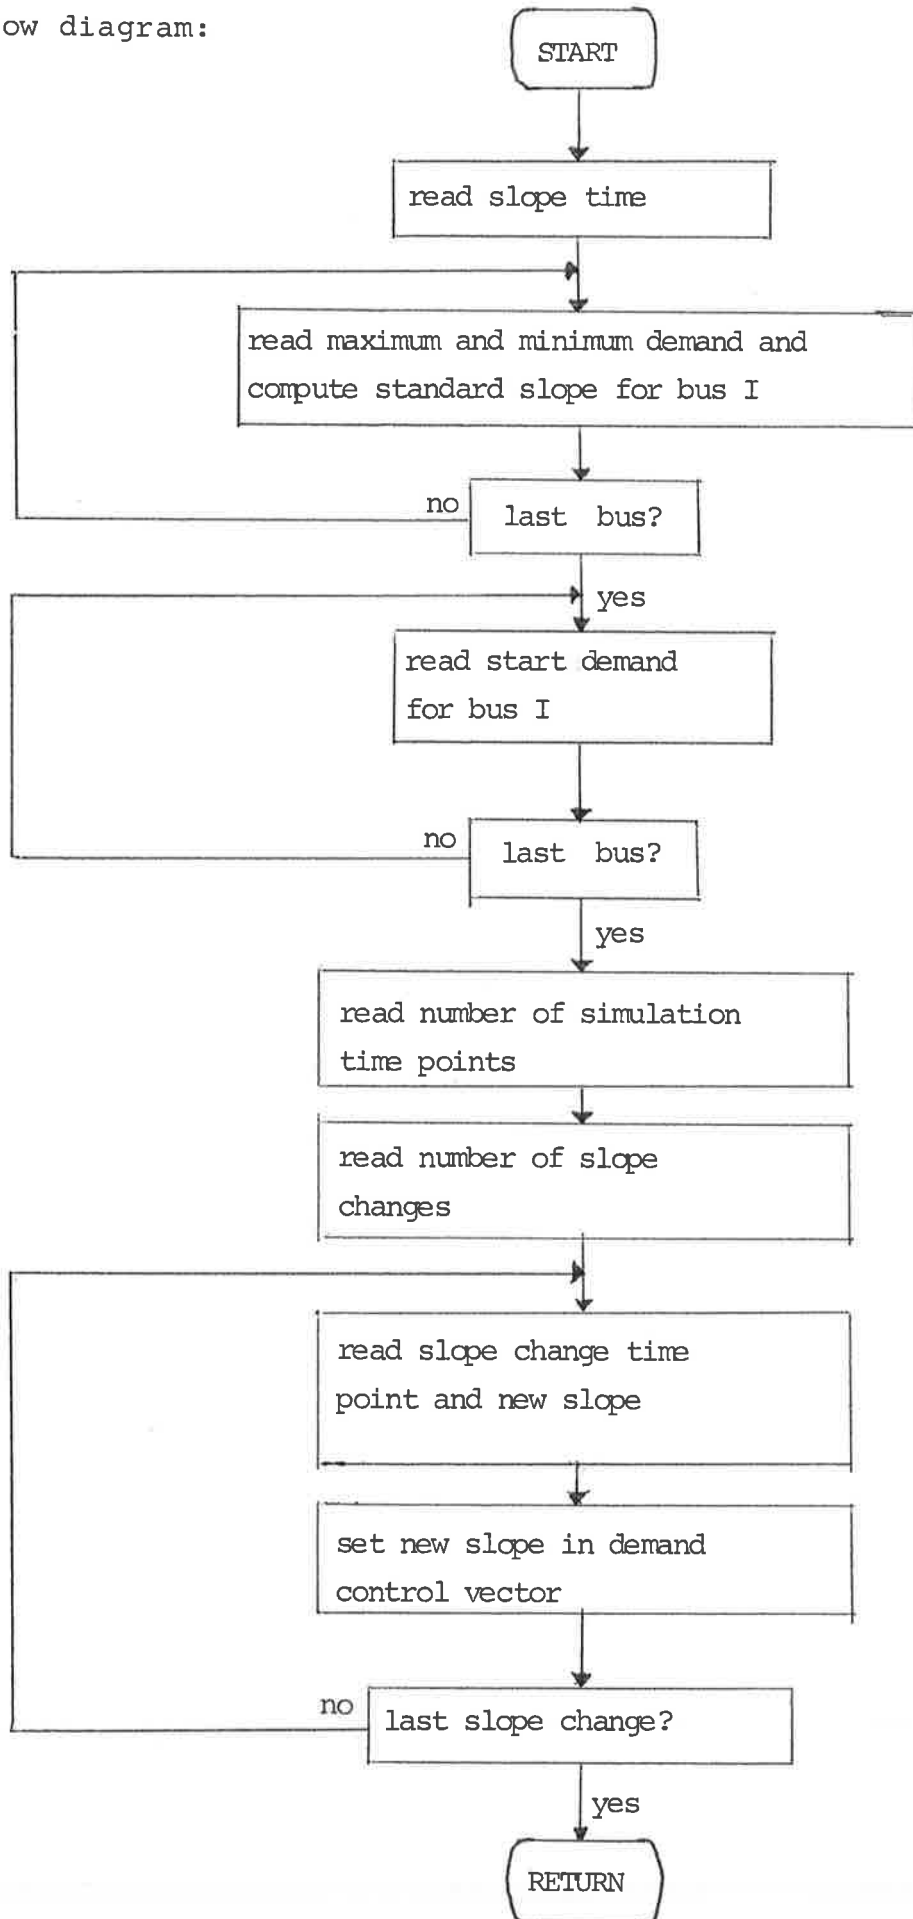 ow diagram:
START
read slope time
read maximum and minimum demand and
compute standard slope for bus I
no
last bus?
yes
read start demand
for bus I
no
last bus?
yes
read number of simulation
time points
read number of slope
changes
read slope change time
point and new slope
set new slope in demand
control vector
no
last slope change?
yes
RETURN